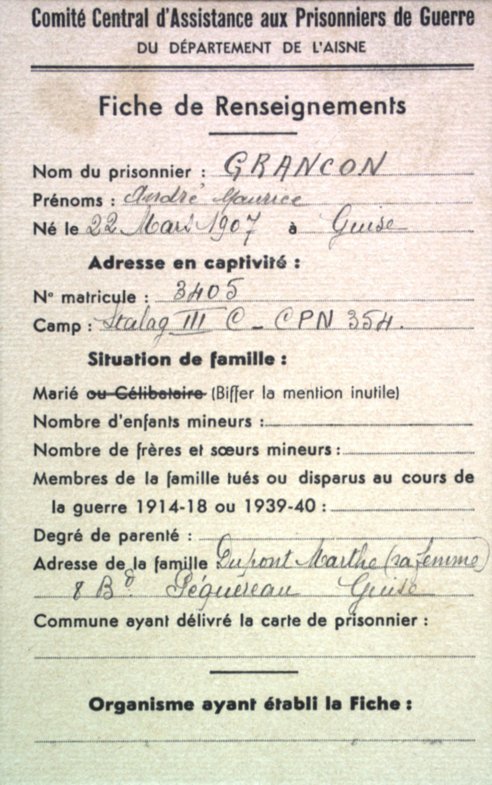 Comité Central d'Assistance aux Prisonniers de Guerre
DU DÉPARTEMENT DE L'AISNE
Fiche de Renseignements
Nom du prisonnier : GRANCON
Prénoms : André Maurice
Né le 22 Mars 1907 à Guise
Adresse en captivité :
N° matricule : 3405
Camp : Stalag III C - CPN 354.
Situation de famille :
Marié ou Célibataire (Biffer la mention inutile)
Nombre d'enfants mineurs :
Nombre de frères et sœurs mineurs :
Membres de la famille tués ou disparus au cours de
la guerre 1914-18 ou 1939-40 :
Degré de parenté :
Adresse de la famille Dupont Marthe (sa femme)
8 Bd. Péquereau Guise
Commune ayant délivré la carte de prisonnier :
Organisme ayant établi la Fiche :